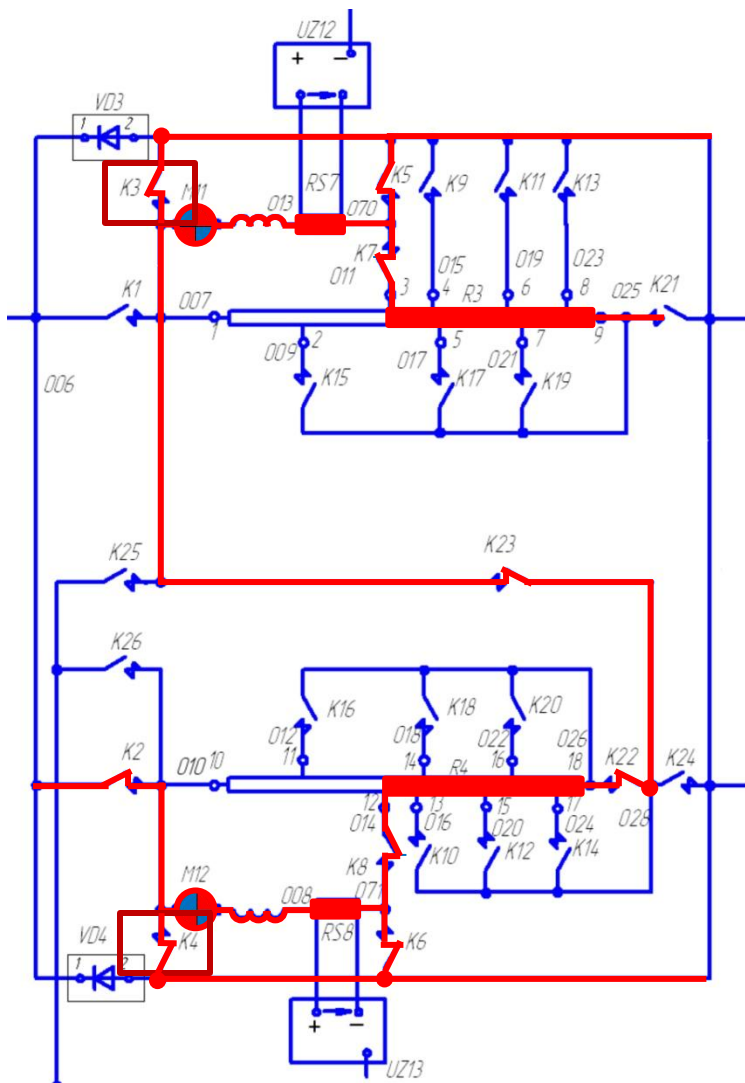 UZ12
+ −
VD3
1 2
K3
M11
013
RS7
070
K5
K9
K11
K13
K7
011
015
019
023
3
4
R3
6
8
025
K21
K1
007
1
009
2
017
5
021
7
9
006
K15
K17
K19
K25
K23
K26
K16
K18
K20
012
11
018
14
022
16
026
18
K2
010
10
R4
K22
K24
12
014
13
016
15
020
17
024
028
K8
K10
K12
K14
M12
008
071
K4
RS8
K6
VD4
1 2
+ −
UZ13